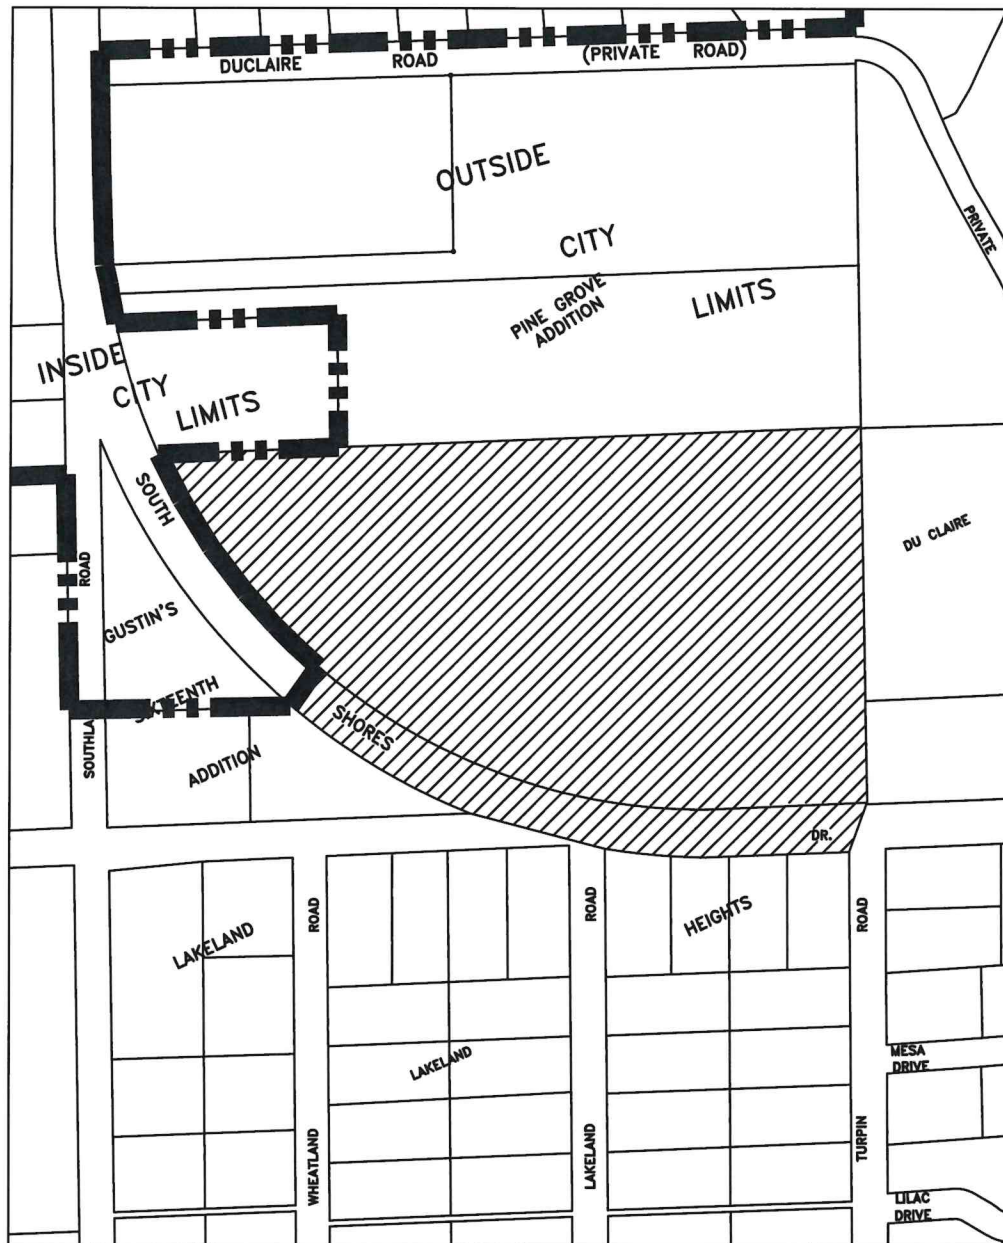 DUCLAIRE ROAD (PRIVATE ROAD)
OUTSIDE
CITY
LIMITS
PRIVATE
PINE GROVE
ADDITION
INSIDE
CITY
LIMITS
SOUTH
SHORES
DR.
DU CLAIRE
ROAD
GUSTIN'S
SIXTEENTH
ADDITION
SOUTHLA
LAKELAND
HEIGHTS
ROAD
ROAD
ROAD
LAKELAND
MESA
DRIVE
WHEATLAND
LAKELAND
TURPIN
LILAC
DRIVE